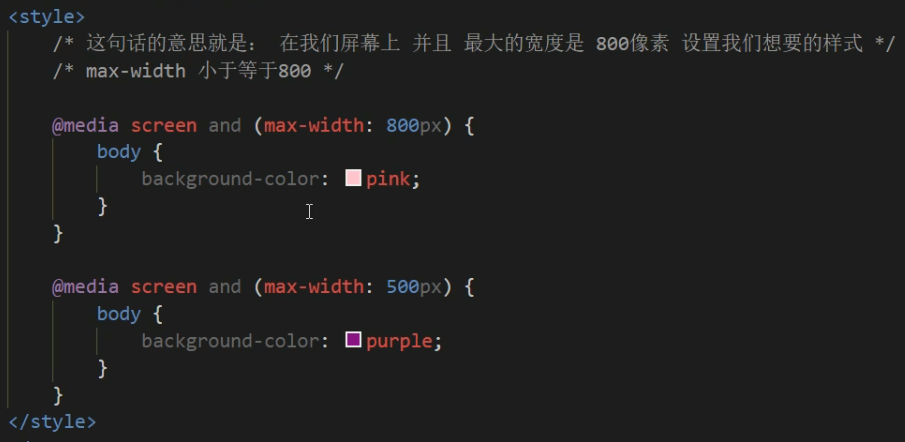 <style>
/* 这句话的意思就是： 在我们屏幕上 并且 最大的宽度是 800像素 设置我们想要的样式 */
/* max-width 小于等于800 */
@media screen and (max-width: 800px) {
body {
background-color: pink;
}
}
@media screen and (max-width: 500px) {
body {
background-color: purple;
}
}
</style>